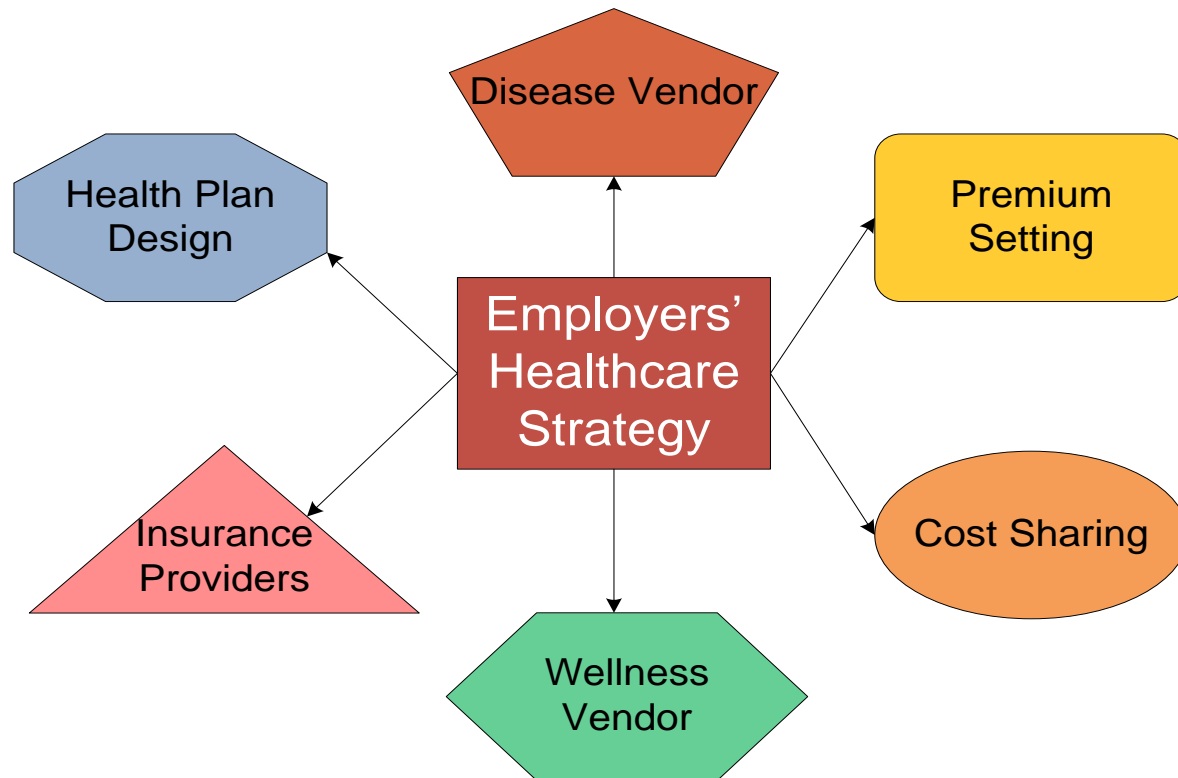 Disease Vendor
Health Plan
Design
Premium
Setting
Employers’
Healthcare
Strategy
Insurance
Providers
Cost Sharing
Wellness
Vendor